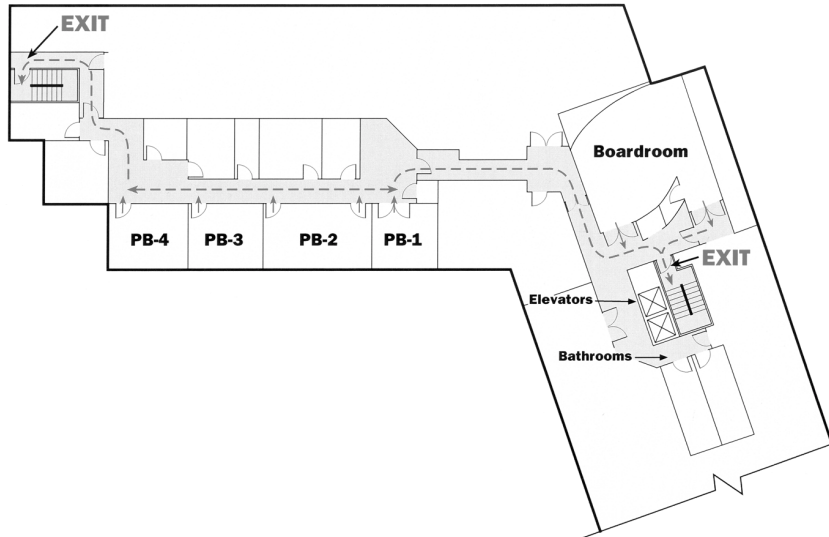 EXIT
Boardroom
PB-4
PB-3
PB-2
PB-1
EXIT
Elevators
Bathrooms